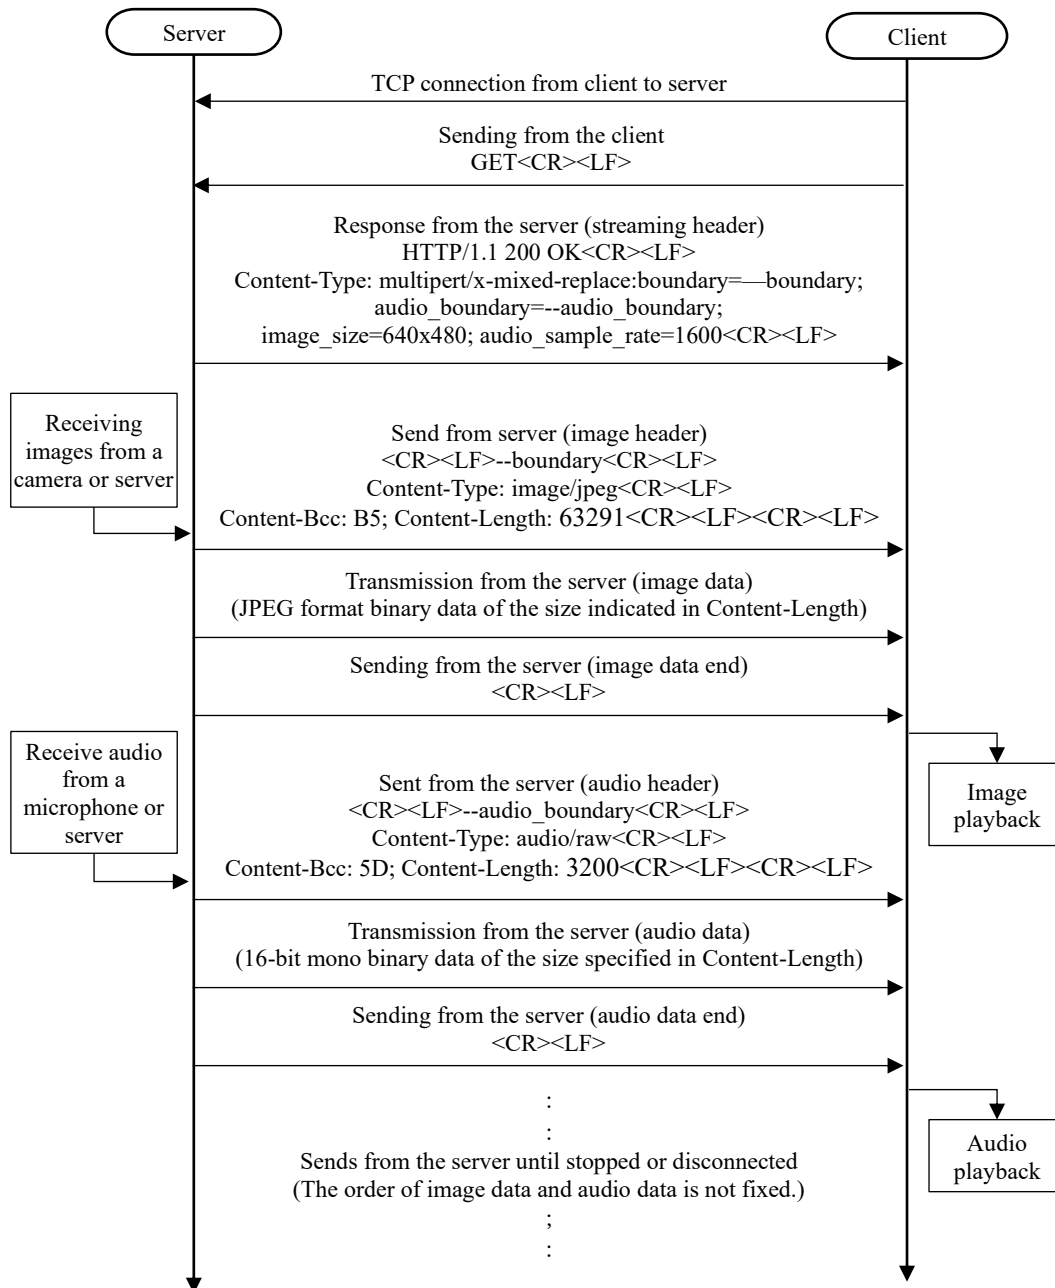 Server
Client
TCP connection from client to server
Sending from the client
GET<CR><LF>
Response from the server (streaming header)
HTTP/1.1 200 OK<CR><LF>
Content-Type: multipert/x-mixed-replace:boundary=—boundary;
audio_boundary=--audio_boundary;
image_size=640x480; audio_sample_rate=1600<CR><LF>
Receiving
images from a
camera or server
Send from server (image header)
<CR><LF>--boundary<CR><LF>
Content-Type: image/jpeg<CR><LF>
Content-Bcc: B5; Content-Length: 63291<CR><LF><CR><LF>
Transmission from the server (image data)
(JPEG format binary data of the size indicated in Content-Length)
Sending from the server (image data end)
<CR><LF>
Receive audio
from a
microphone or
server
Image
playback
Sent from the server (audio header)
<CR><LF>--audio_boundary<CR><LF>
Content-Type: audio/raw<CR><LF>
Content-Bcc: 5D; Content-Length: 3200<CR><LF><CR><LF>
Transmission from the server (audio data)
(16-bit mono binary data of the size specified in Content-Length)
Sending from the server (audio data end)
<CR><LF>
:
:
Audio
playback
Sends from the server until stopped or disconnected
(The order of image data and audio data is not fixed.)
;
: